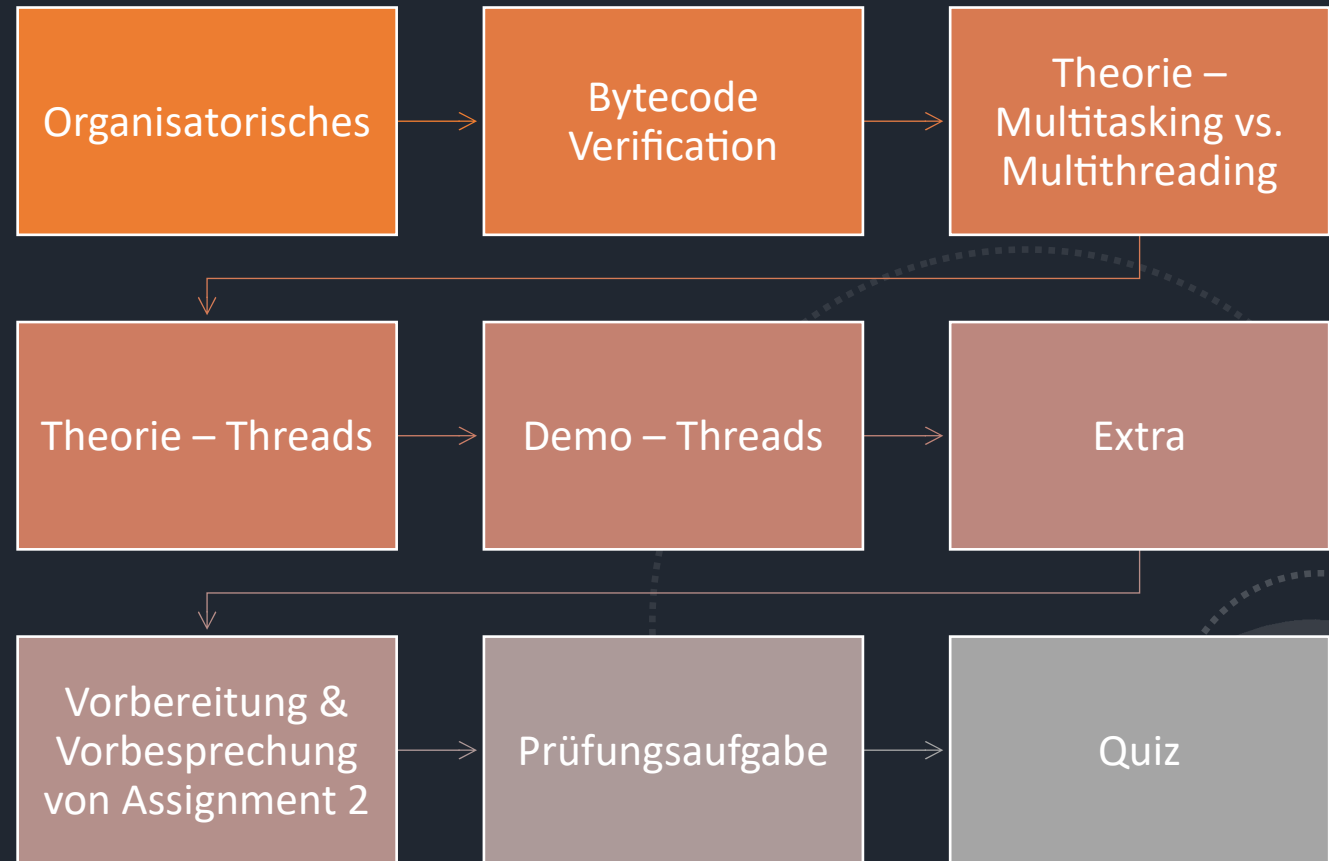 Organisatorisches
Bytecode
Verification
Theorie –
Multitasking vs.
Multithreading
Theorie – Threads
Demo – Threads
Extra
Vorbereitung &
Vorbesprechung
von Assignment 2
Prüfungsaufgabe
Quiz